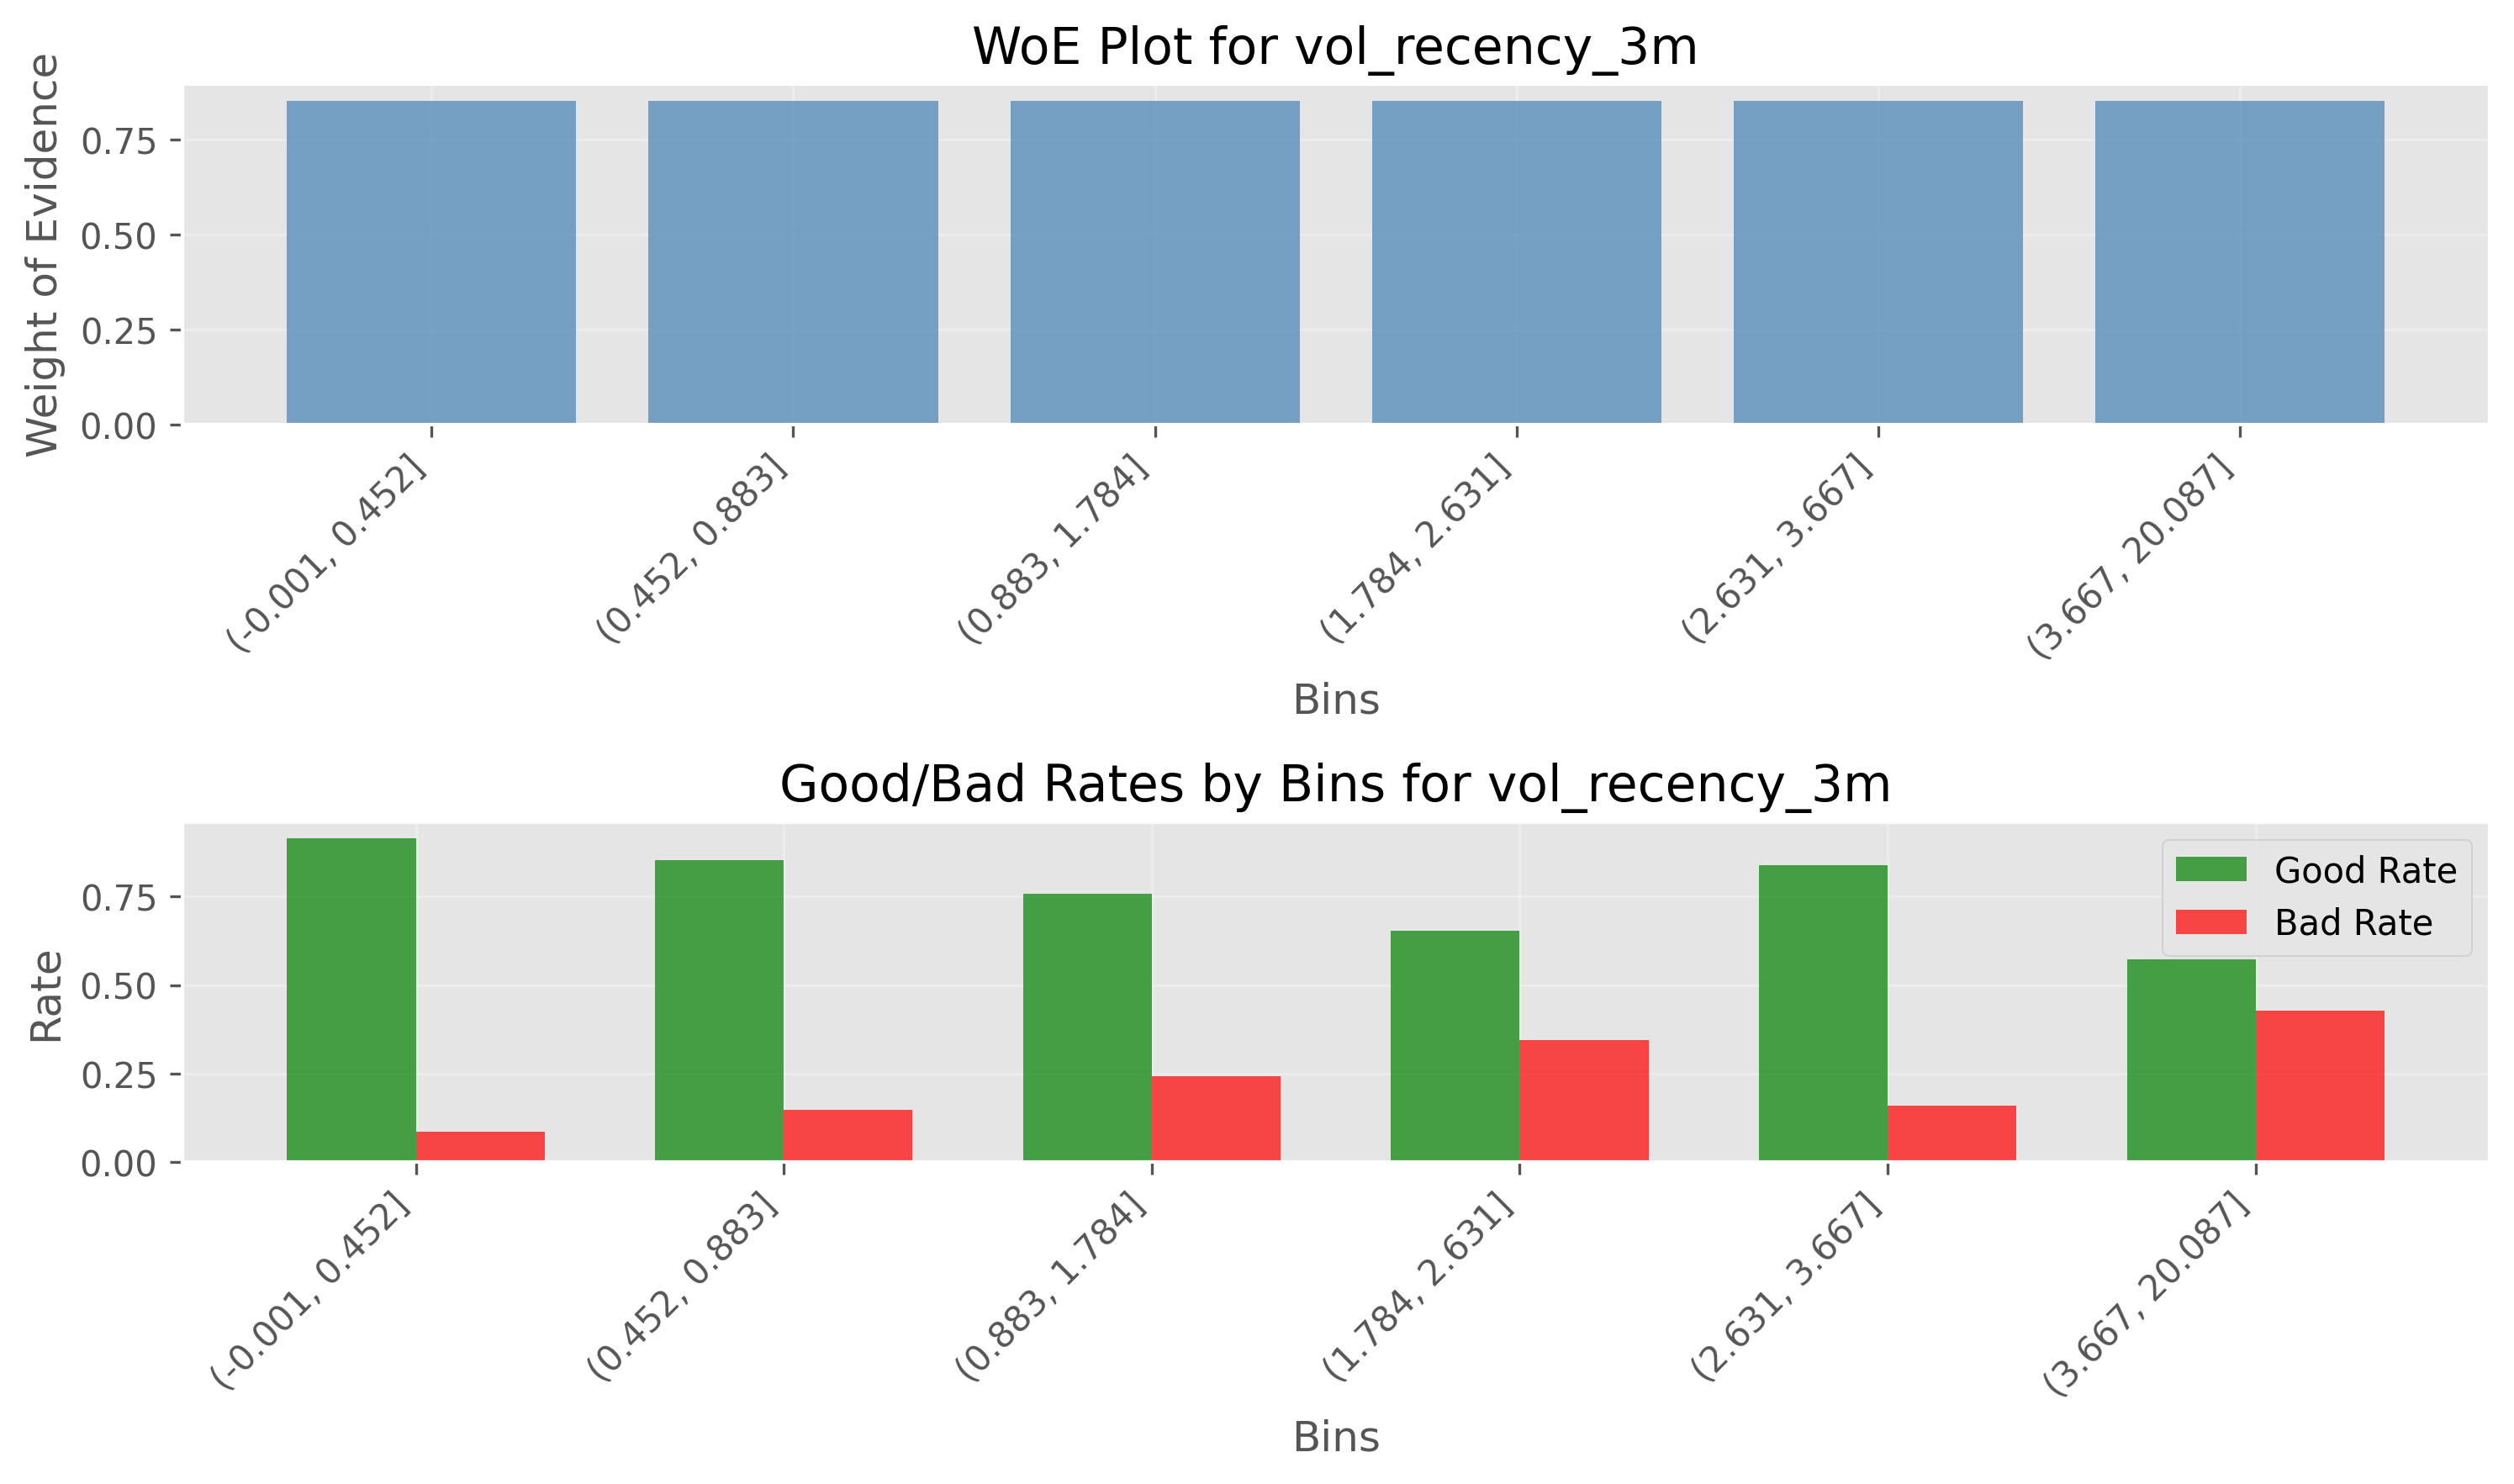 WoE Plot for vol_recency_3m
Weight of Evidence
0.75
0.50
0.25
0.00
(-0.001, 0.452]
(0.452, 0.883]
(0.883, 1.784]
(1.784, 2.631]
(2.631, 3.667]
(3.667, 20.087]
Bins
Good/Bad Rates by Bins for vol_recency_3m
Rate
0.75
0.50
0.25
0.00
Good Rate
Bad Rate
(-0.001, 0.452]
(0.452, 0.883]
(0.883, 1.784]
(1.784, 2.631]
(2.631, 3.667]
(3.667, 20.087]
Bins